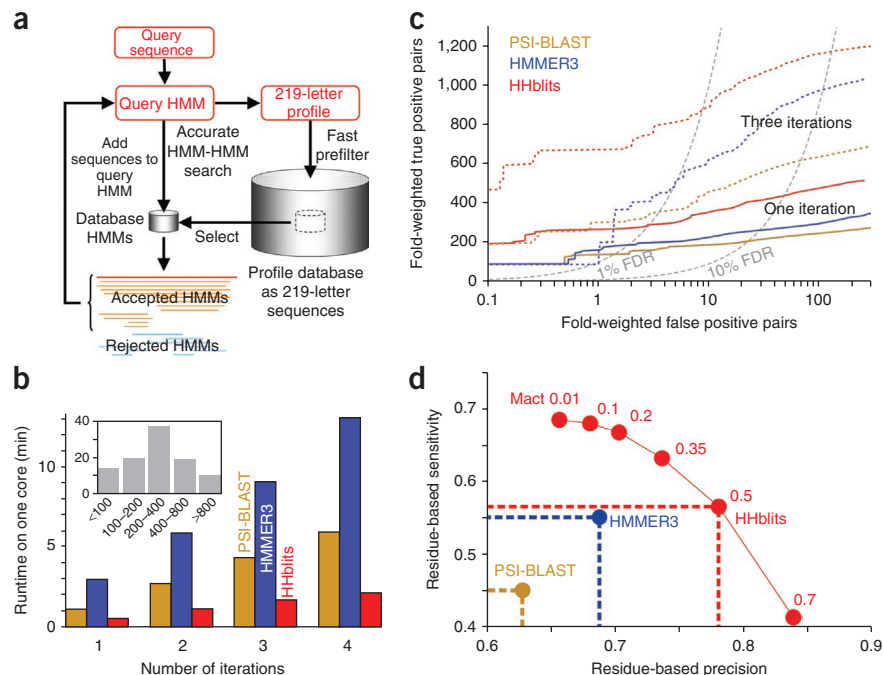 a
Query
sequence
Query HMM
219-letter
profile
Add
sequences to
query
HMM
Accurate
HMM-HMM
search
Fast
prefilter
Database
HMMs
Select
Profile database
as 219-letter
sequences
Accepted HMMs
Rejected HMMs
b
Runtime on one core (min)
10
5
0
40
20
0
<100
100–200
200–400
400–800
>800
PSI-BLAST
HMMER3
HHblits
1
2
3
4
Number of iterations
c
Fold-weighted true positive pairs
1,200
1,000
800
600
400
200
0
PSI-BLAST
HMMER3
HHblits
Three iterations
One iteration
1% FDR
10% FDR
0.1
1
10
100
Fold-weighted false positive pairs
d
Residue-based sensitivity
0.7
0.6
0.5
0.4
Mact 0.01
0.1
0.2
0.35
0.5
HHblits
0.7
HMMER3
PSI-BLAST
0.6
0.7
0.8
0.9
Residue-based precision